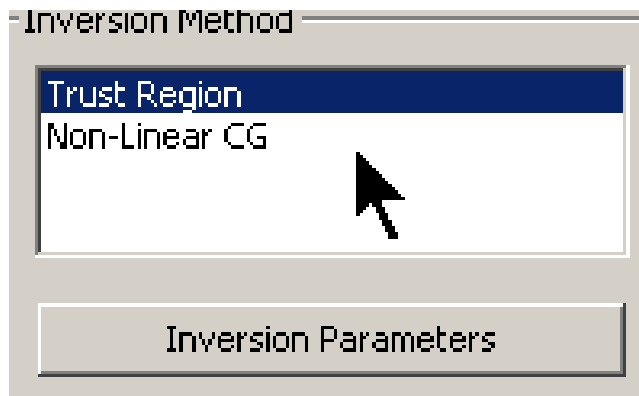 Inversion Method
Trust Region
Non-Linear CG
Inversion Parameters